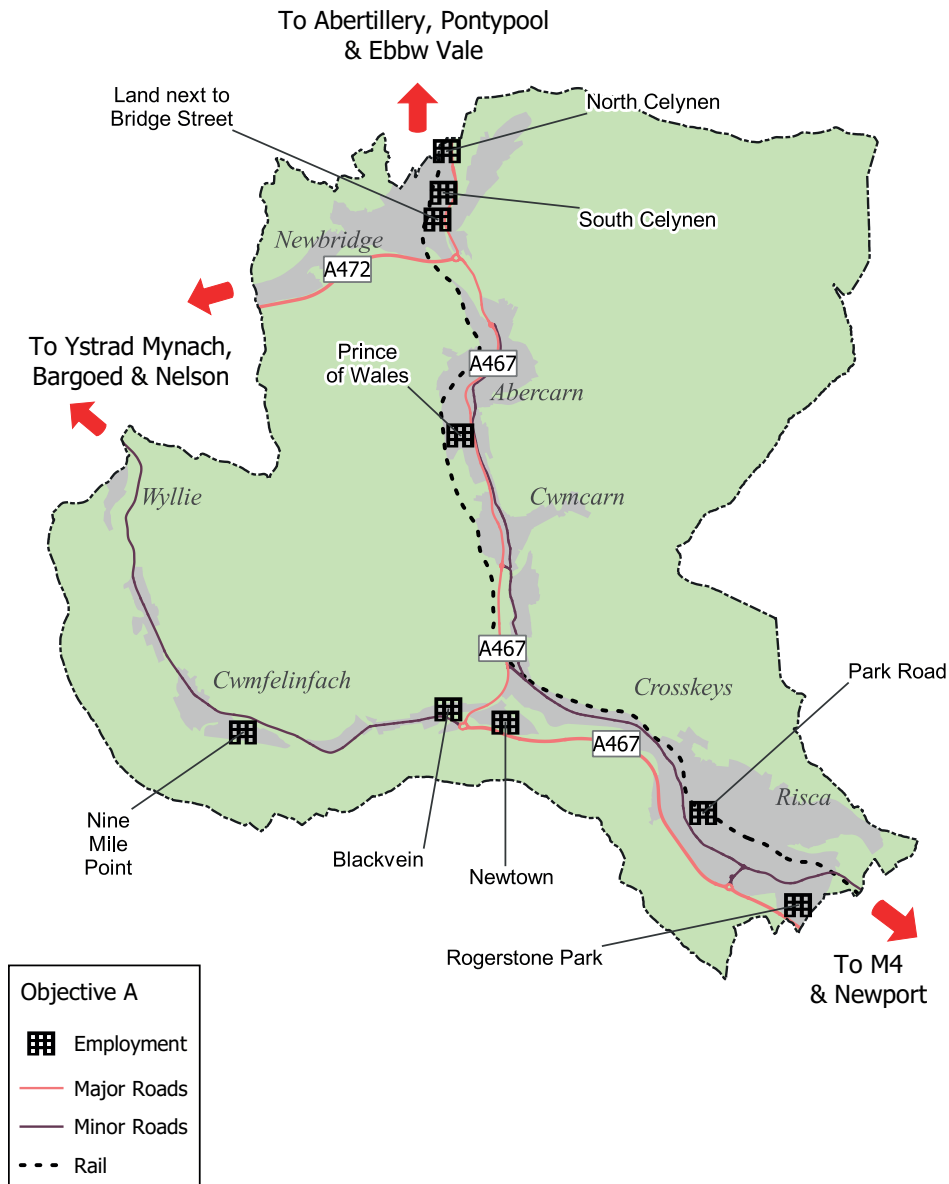 To Abertillery, Pontypool
& Ebbw Vale
Land next to
Bridge Street
North Celynen
South Celynen
Newbridge
A472
To Ystrad Mynach,
Bargoed & Nelson
Prince
of Wales
A467
Abercarn
Wyllie
Cwmcarn
A467
Cwmfelinfach
Crosskeys
Park Road
A467
Risca
Nine
Mile
Point
Blackvein
Newtown
Rogerstone Park
To M4
& Newport
Objective A
Employment
Major Roads
Minor Roads
Rail